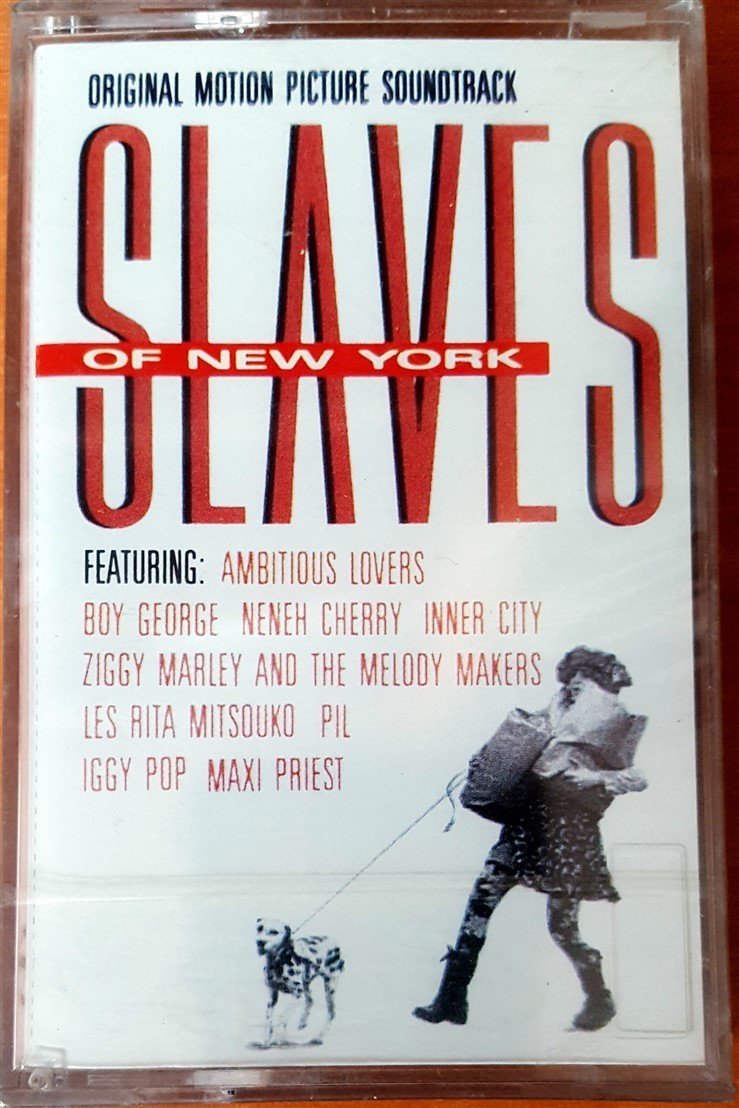 ORIGINAL MOTION PICTURE SOUNDTRACK
SLAVES
OF NEW YORK
FEATURING: AMBITIOUS LOVERS
BOY GEORGE NENEH CHERRY INNER CITY
ZIGGY MARLEY AND THE MELODY MAKERS
LES RITA MITSOUKO PIL
IGGY POP MAXI PRIEST